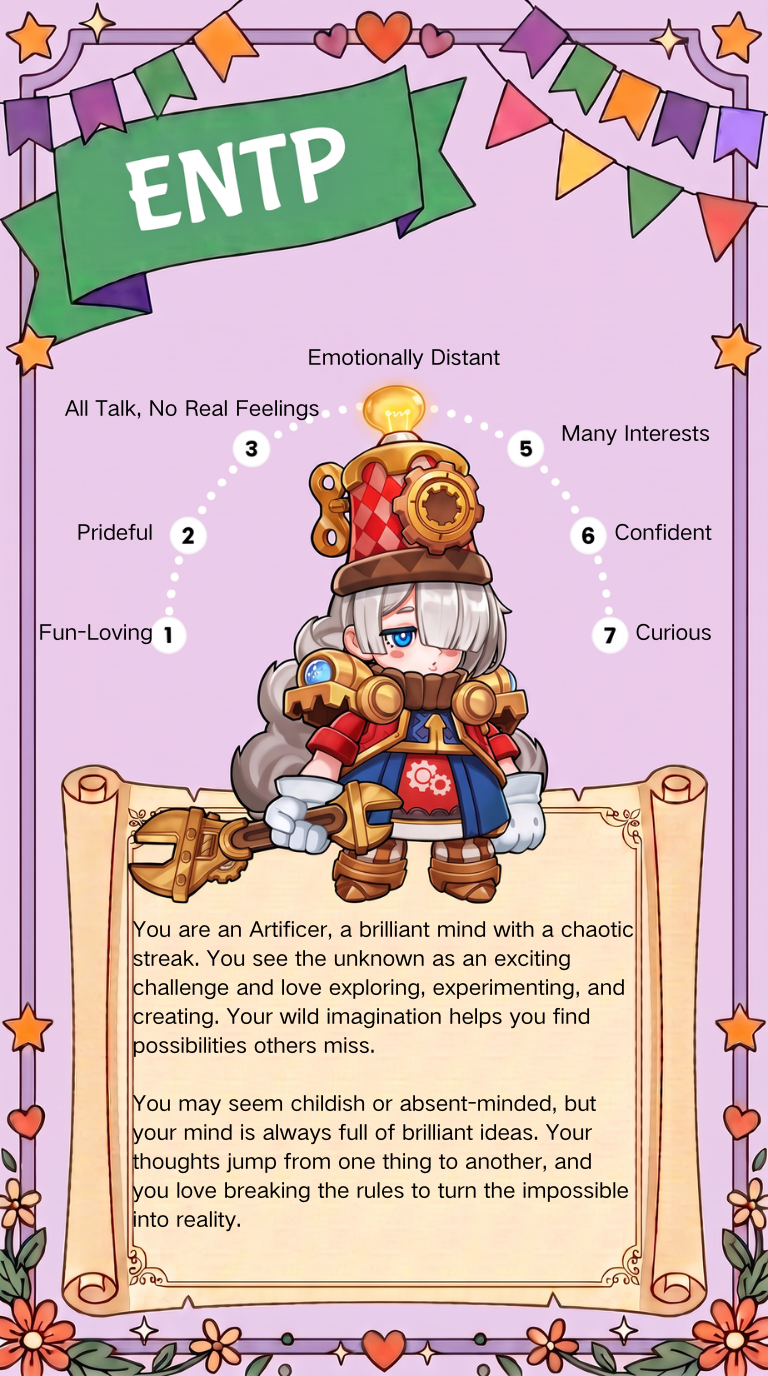 ENTP
Emotionally Distant
All Talk, No Real Feelings
3
5
Many Interests
Prideful
2
6
Confident
Fun-Loving
1
7
Curious
You are an Artificer, a brilliant mind with a chaotic
streak. You see the unknown as an exciting
challenge and love exploring, experimenting, and
creating. Your wild imagination helps you find
possibilities others miss.
You may seem childish or absent-minded, but
your mind is always full of brilliant ideas. Your
thoughts jump from one thing to another, and
you love breaking the rules to turn the impossible
into reality.